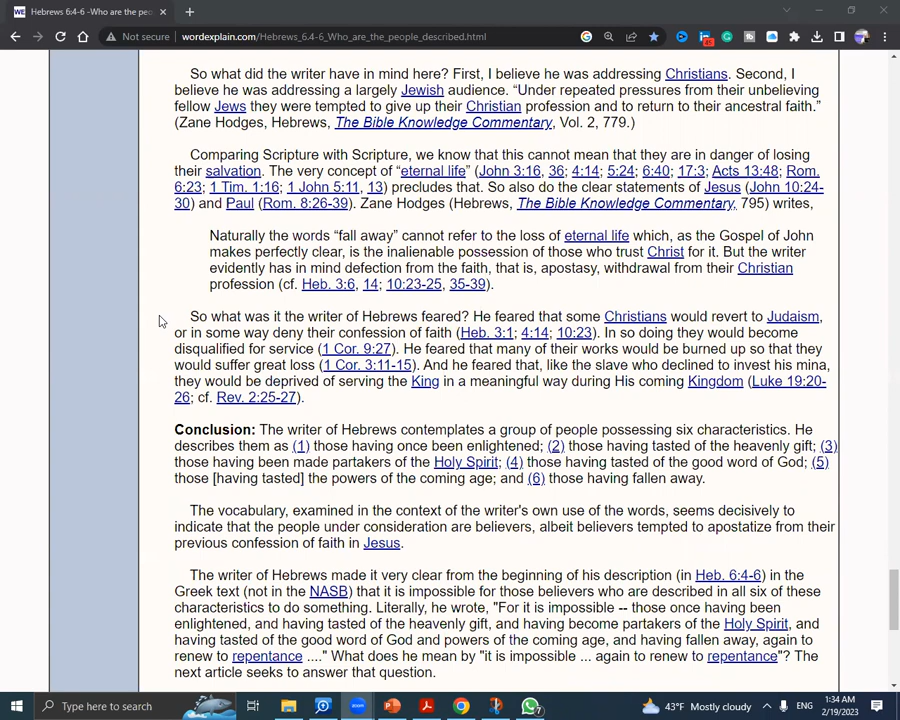 Hebrews 6:4-6 -Who are the peo
Not secure
wordexplain.com/Hebrews_6.4-6_Who_are_the_people_described.html
So what did the writer have in mind here? First, I believe he was addressing Christians. Second, I
believe he was addressing a largely Jewish audience. “Under repeated pressures from their unbelieving
fellow Jews they were tempted to give up their Christian profession and to return to their ancestral faith.”
(Zane Hodges, Hebrews, The Bible Knowledge Commentary, Vol. 2, 779.)
Comparing Scripture with Scripture, we know that this cannot mean that they are in danger of losing
their salvation. The very concept of “eternal life” (John 3:16, 36; 4:14; 5:24; 6:40; 17:3; Acts 13:48; Rom.
6:23; 1 Tim. 1:16; 1 John 5:11, 13) precludes that. So also do the clear statements of Jesus (John 10:24-
30) and Paul (Rom. 8:26-39). Zane Hodges (Hebrews, The Bible Knowledge Commentary, 795) writes,
Naturally the words “fall away” cannot refer to the loss of eternal life which, as the Gospel of John
makes perfectly clear, is the inalienable possession of those who trust Christ for it. But the writer
evidently has in mind defection from the faith, that is, apostasy, withdrawal from their Christian
profession (cf. Heb. 3:6, 14; 10:23-25, 35-39).
So what was it the writer of Hebrews feared? He feared that some Christians would revert to Judaism,
or in some way deny their confession of faith (Heb. 3:1; 4:14; 10:23). In so doing they would become
disqualified for service (1 Cor. 9:27). He feared that many of their works would be burned up so that they
would suffer great loss (1 Cor. 3:11-15). And he feared that, like the slave who declined to invest his mina,
they would be deprived of serving the King in a meaningful way during His coming Kingdom (Luke 19:20-
26; cf. Rev. 2:25-27).
Conclusion: The writer of Hebrews contemplates a group of people possessing six characteristics. He
describes them as (1) those having once been enlightened; (2) those having tasted of the heavenly gift; (3)
those having been made partakers of the Holy Spirit; (4) those having tasted of the good word of God; (5)
those [having tasted] the powers of the coming age; and (6) those having fallen away.
The vocabulary, examined in the context of the writer's own use of the words, seems decisively to
indicate that the people under consideration are believers, albeit believers tempted to apostatize from their
previous confession of faith in Jesus.
The writer of Hebrews made it very clear from the beginning of his description (in Heb. 6:4-6) in the
Greek text (not in the NASB) that it is impossible for those believers who are described in all six of these
characteristics to do something. Literally, he wrote, "For it is impossible -- those once having been
enlightened, and having tasted of the heavenly gift, and having become partakers of the Holy Spirit, and
having tasted of the good word of God and powers of the coming age, and having fallen away, again to
renew to repentance ...." What does he mean by "it is impossible ... again to renew to repentance"? The
next article seeks to answer that question.
Type here to search
43°F Mostly cloudy
ENG
1:34 AM
2/19/2023